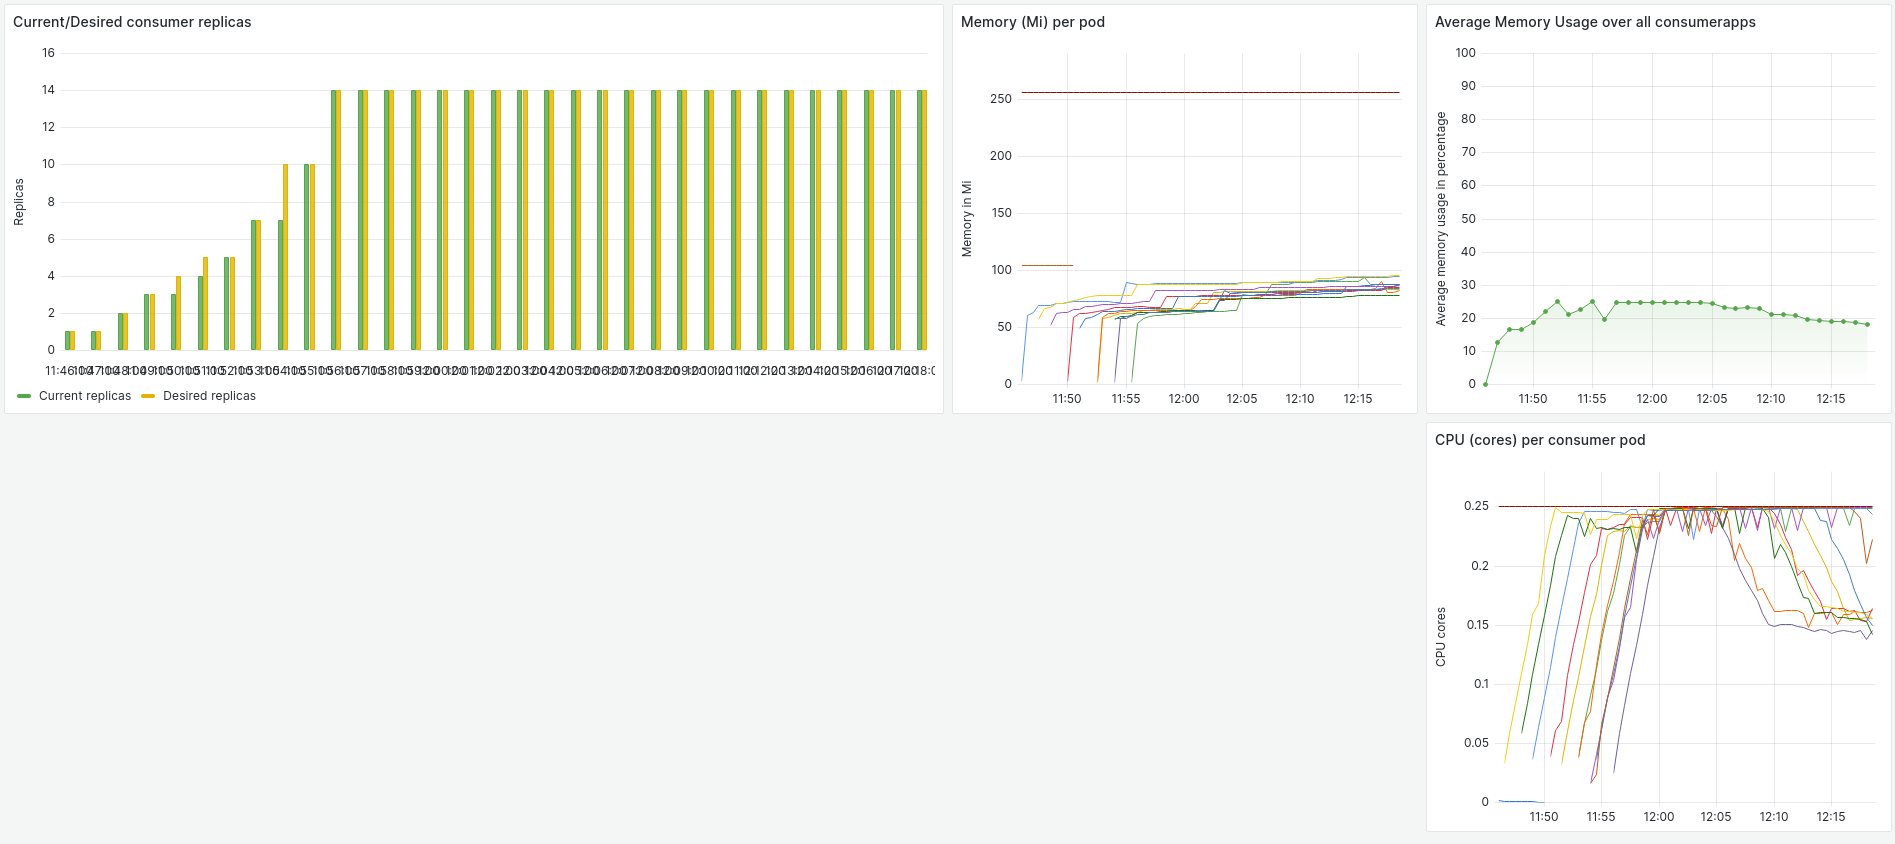 Current/Desired consumer replicas
16
14
12
10
8
6
4
2
0
Replicas
Current replicas
Desired replicas
Memory (Mi) per pod
250
200
150
100
50
0
Memory in Mi
11:50 11:55 12:00 12:05 12:10 12:15
Average Memory Usage over all consumerapps
100
90
80
70
60
50
40
30
20
10
0
Average memory usage in percentage
11:50 11:55 12:00 12:05 12:10 12:15
CPU (cores) per consumer pod
0.25
0.2
0.15
0.1
0.05
0
CPU cores
11:50 11:55 12:00 12:05 12:10 12:15